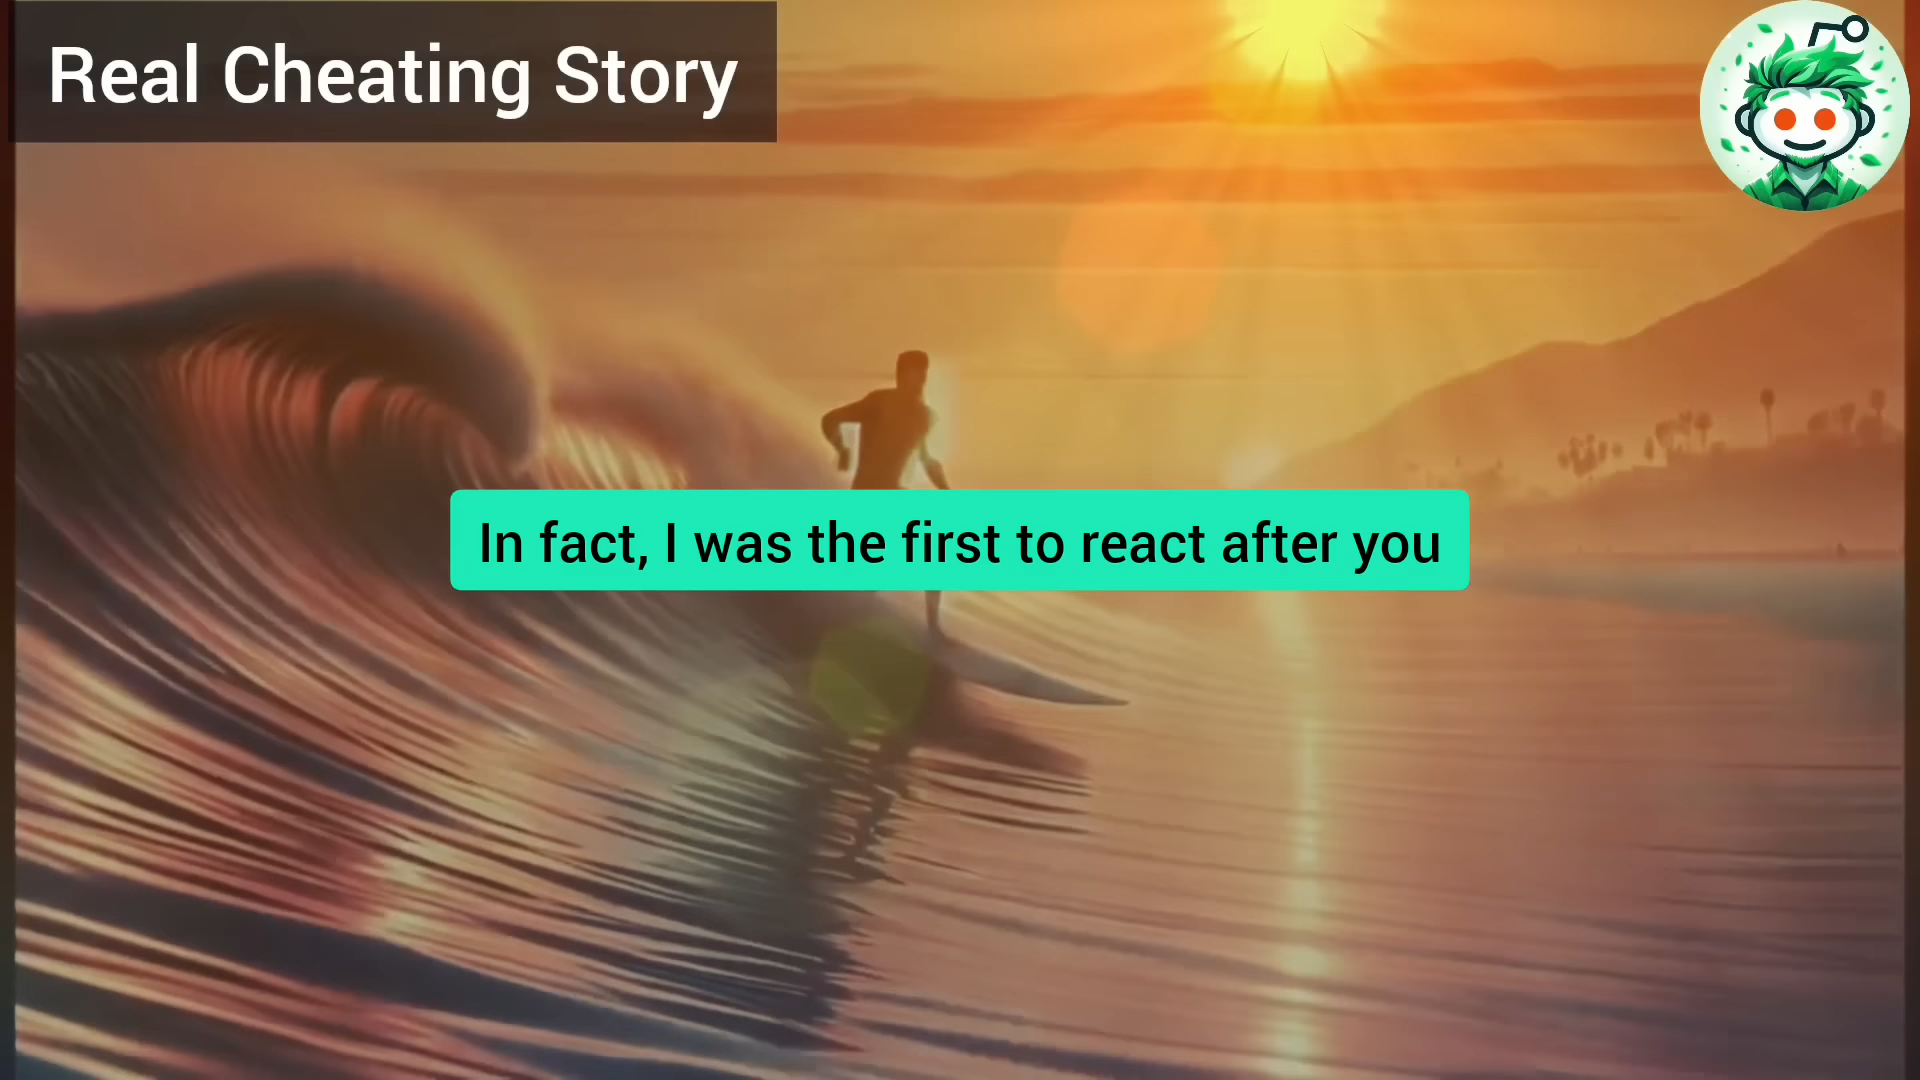 Real Cheating Story
In fact, I was the first to react after you